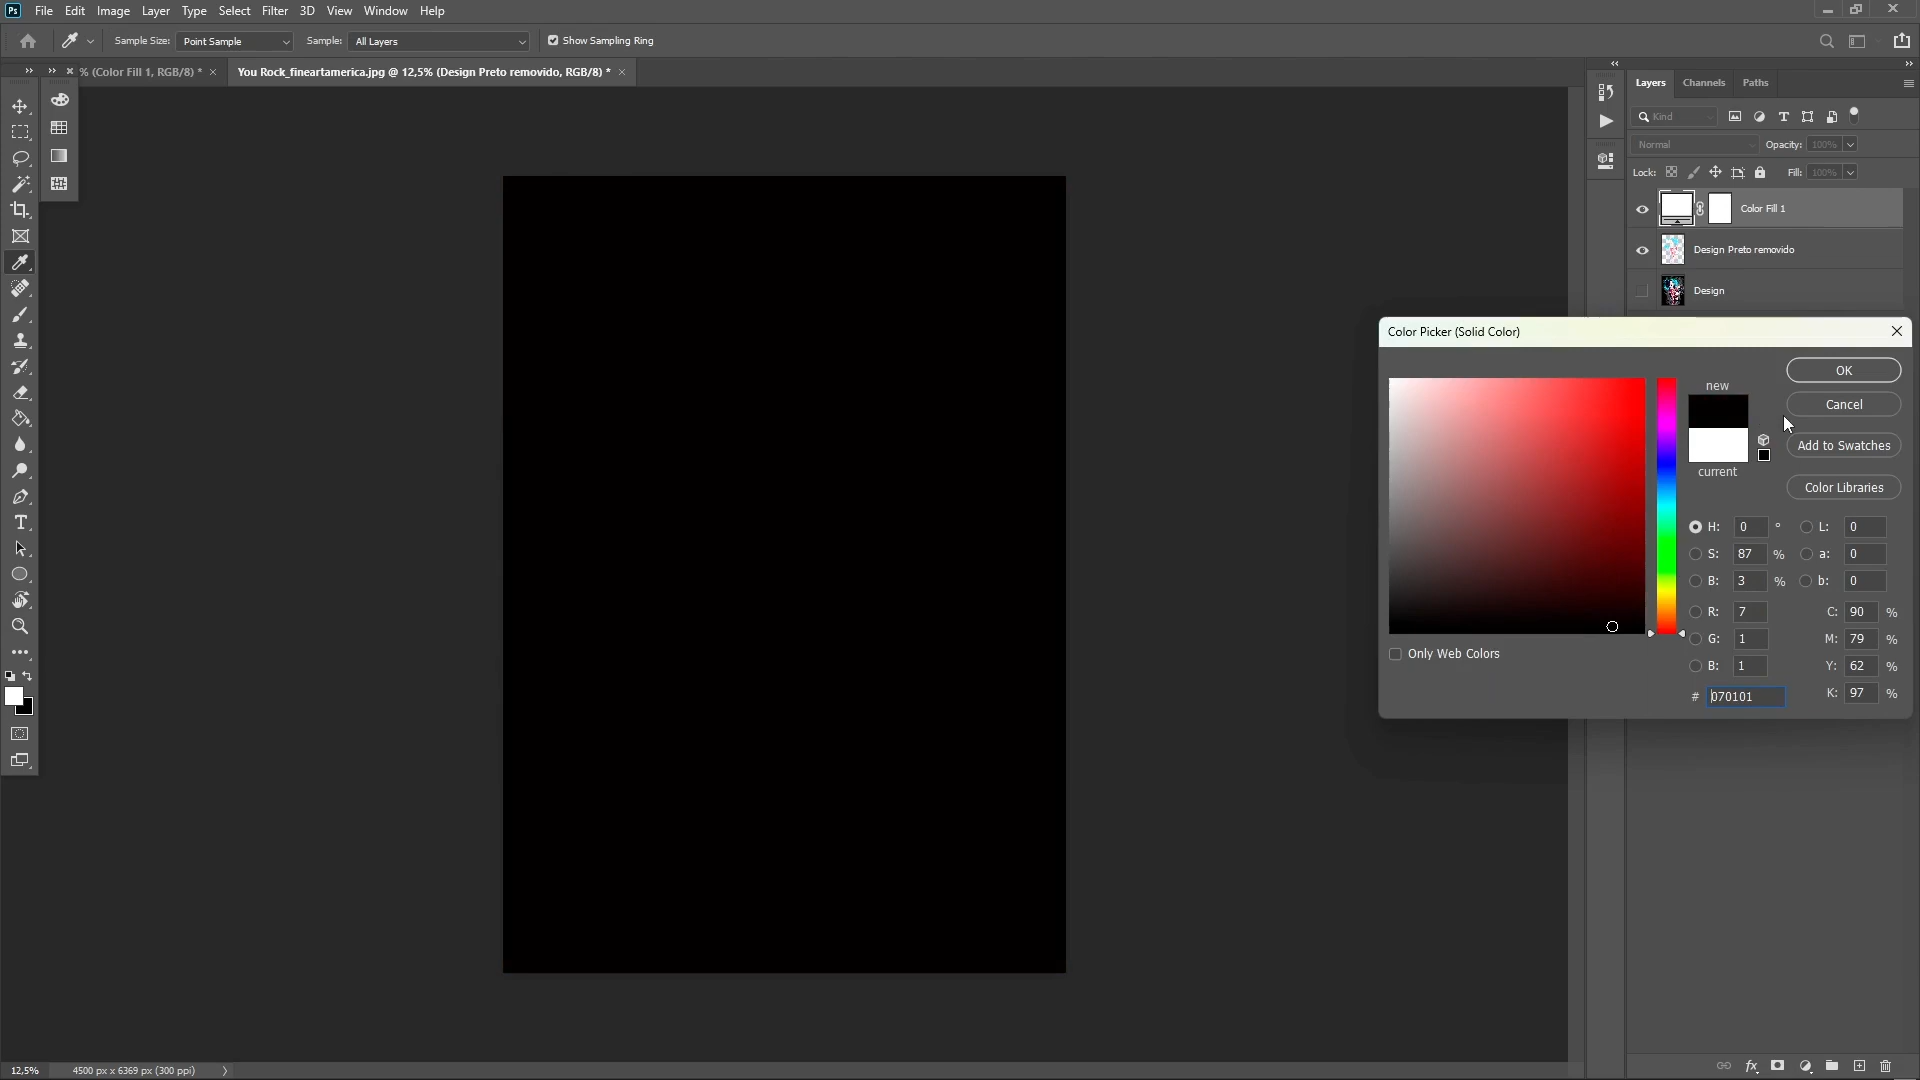 Ps File Edit Image Layer Type Select Filter 3D View Window Help
Sample Size: Point Sample Sample: All Layers Show Sampling Ring
% (Color Fill 1, RGB/8) * You Rock_fineartamerica.jpg @ 12,5% (Design Preto removido, RGB/8) *
Layers Channels Paths
Kind
Normal Opacity: 100%
Lock: Fill: 100%
Color Fill 1
Design Preto removido
Design
Color Picker (Solid Color)
OK
new
Cancel
Add to Swatches
current
Color Libraries
H: 0 ° L: 0
S: 87 % a: 0
B: 3 % b: 0
R: 7 C: 90 %
G: 1 M: 79 %
Only Web Colors
B: 1 Y: 62 %
# 070101 K: 97 %
12,5% 4500 px x 6369 px (300 ppi)